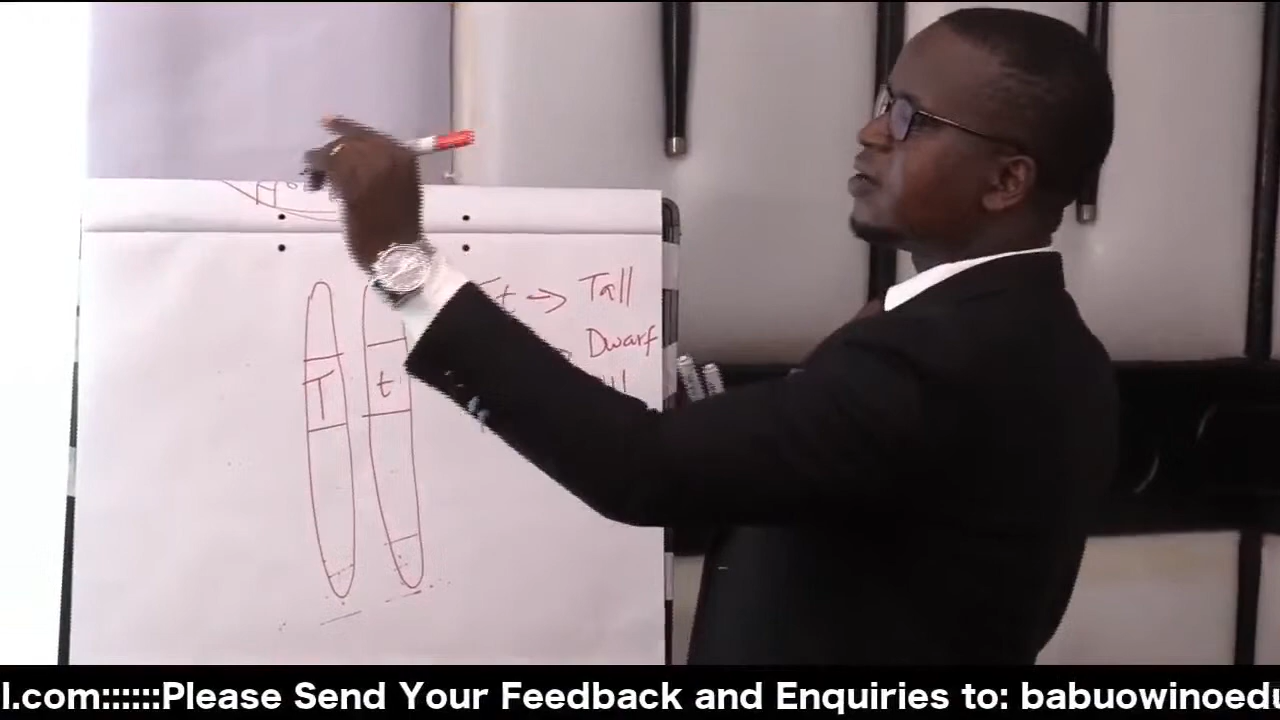 t → Tall
Dwarf
T
t
l.com::::::Please Send Your Feedback and Enquiries to: babuowinoedu